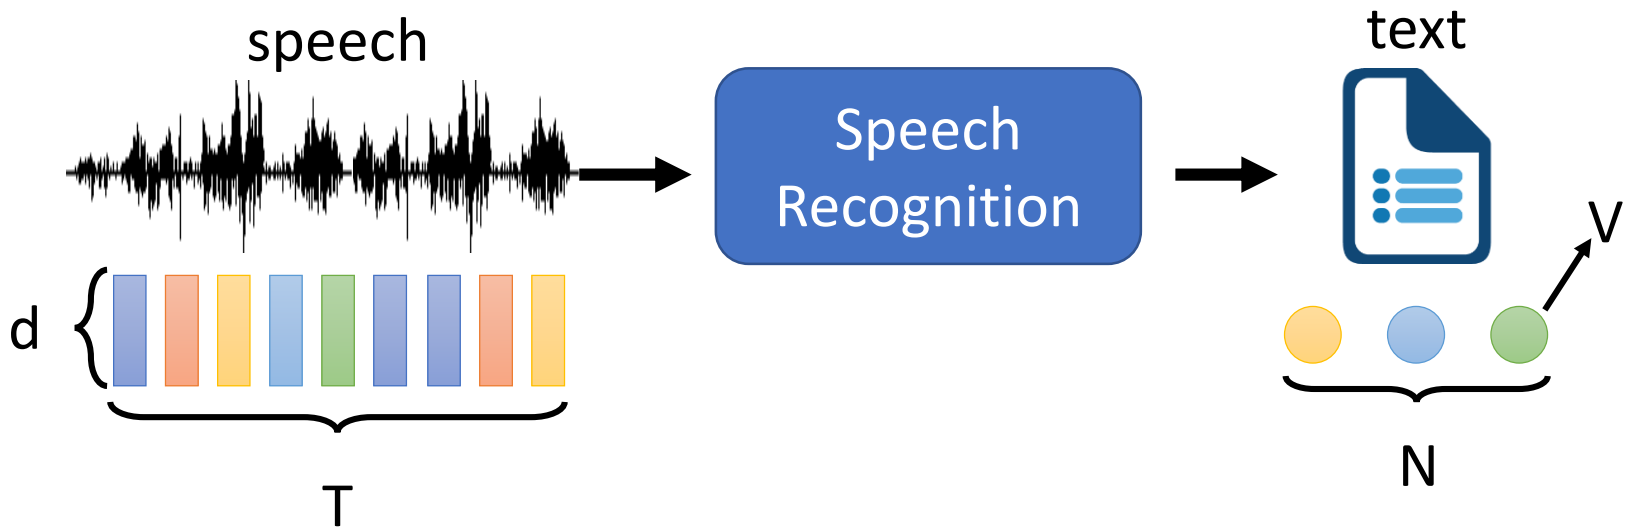 speech
text
Speech
Recognition
V
d
N
T